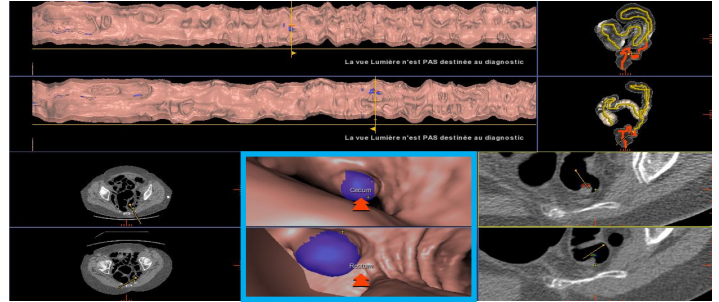 La vue Lumière n'est PAS destinée au diagnostic
La vue Lumière n'est PAS destinée au diagnostic
Cecum
Rectum